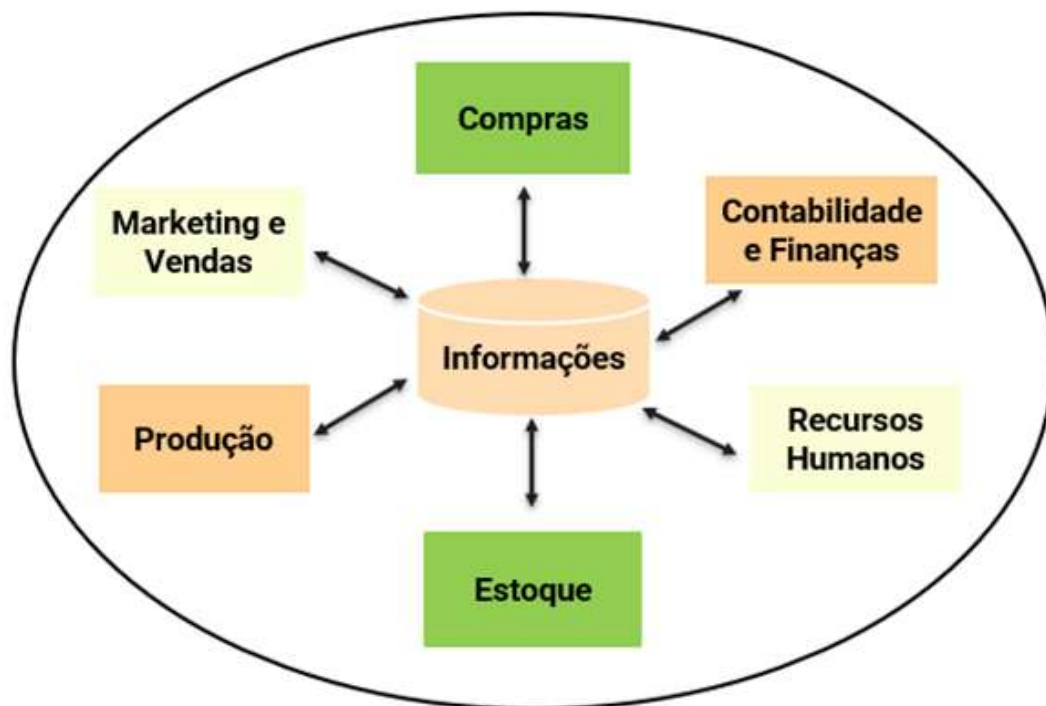 Compras
Marketing e
Vendas
Contabilidade
e Finanças
Informações
Produção
Recursos
Humanos
Estoque